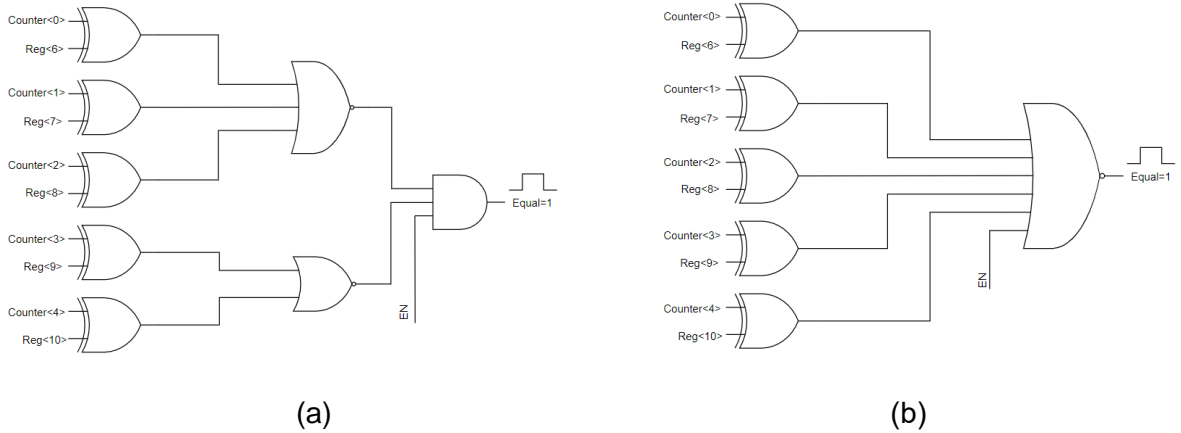 Counter<0>
Reg<6>
Counter<1>
Reg<7>
Counter<2>
Reg<8>
Counter<3>
Reg<9>
Counter<4>
Reg<10>
EN
Equal=1
(a)
Counter<0>
Reg<6>
Counter<1>
Reg<7>
Counter<2>
Reg<8>
Counter<3>
Reg<9>
Counter<4>
Reg<10>
EN
Equal=1
(b)